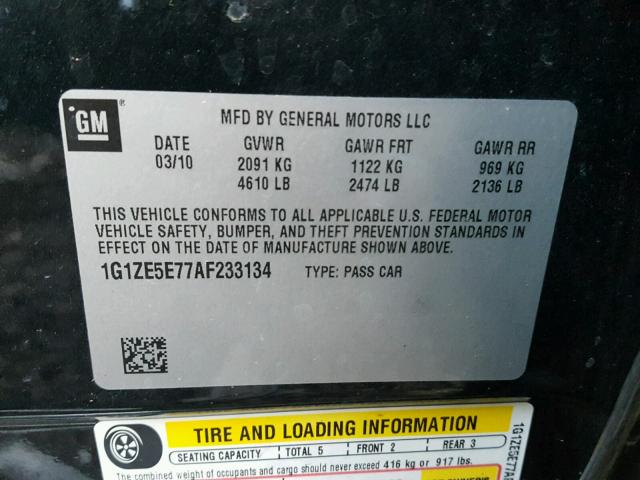 GM
MFD BY GENERAL MOTORS LLC
DATE GVWR GAWR FRT GAWR RR
03/10 2091 KG 1122 KG 969 KG
4610 LB 2474 LB 2136 LB
THIS VEHICLE CONFORMS TO ALL APPLICABLE U.S. FEDERAL MOTOR
VEHICLE SAFETY, BUMPER, AND THEFT PREVENTION STANDARDS IN
EFFECT ON THE DATE OF MANUFACTURE SHOWN ABOVE.
1G1ZE5E77AF233134 TYPE: PASS CAR
TIRE AND LOADING INFORMATION
SEATING CAPACITY TOTAL 5 FRONT 2 REAR 3
The combined weight of occupants and cargo should never exceed 416 kg or 917 lbs.
1G1ZE5E77A